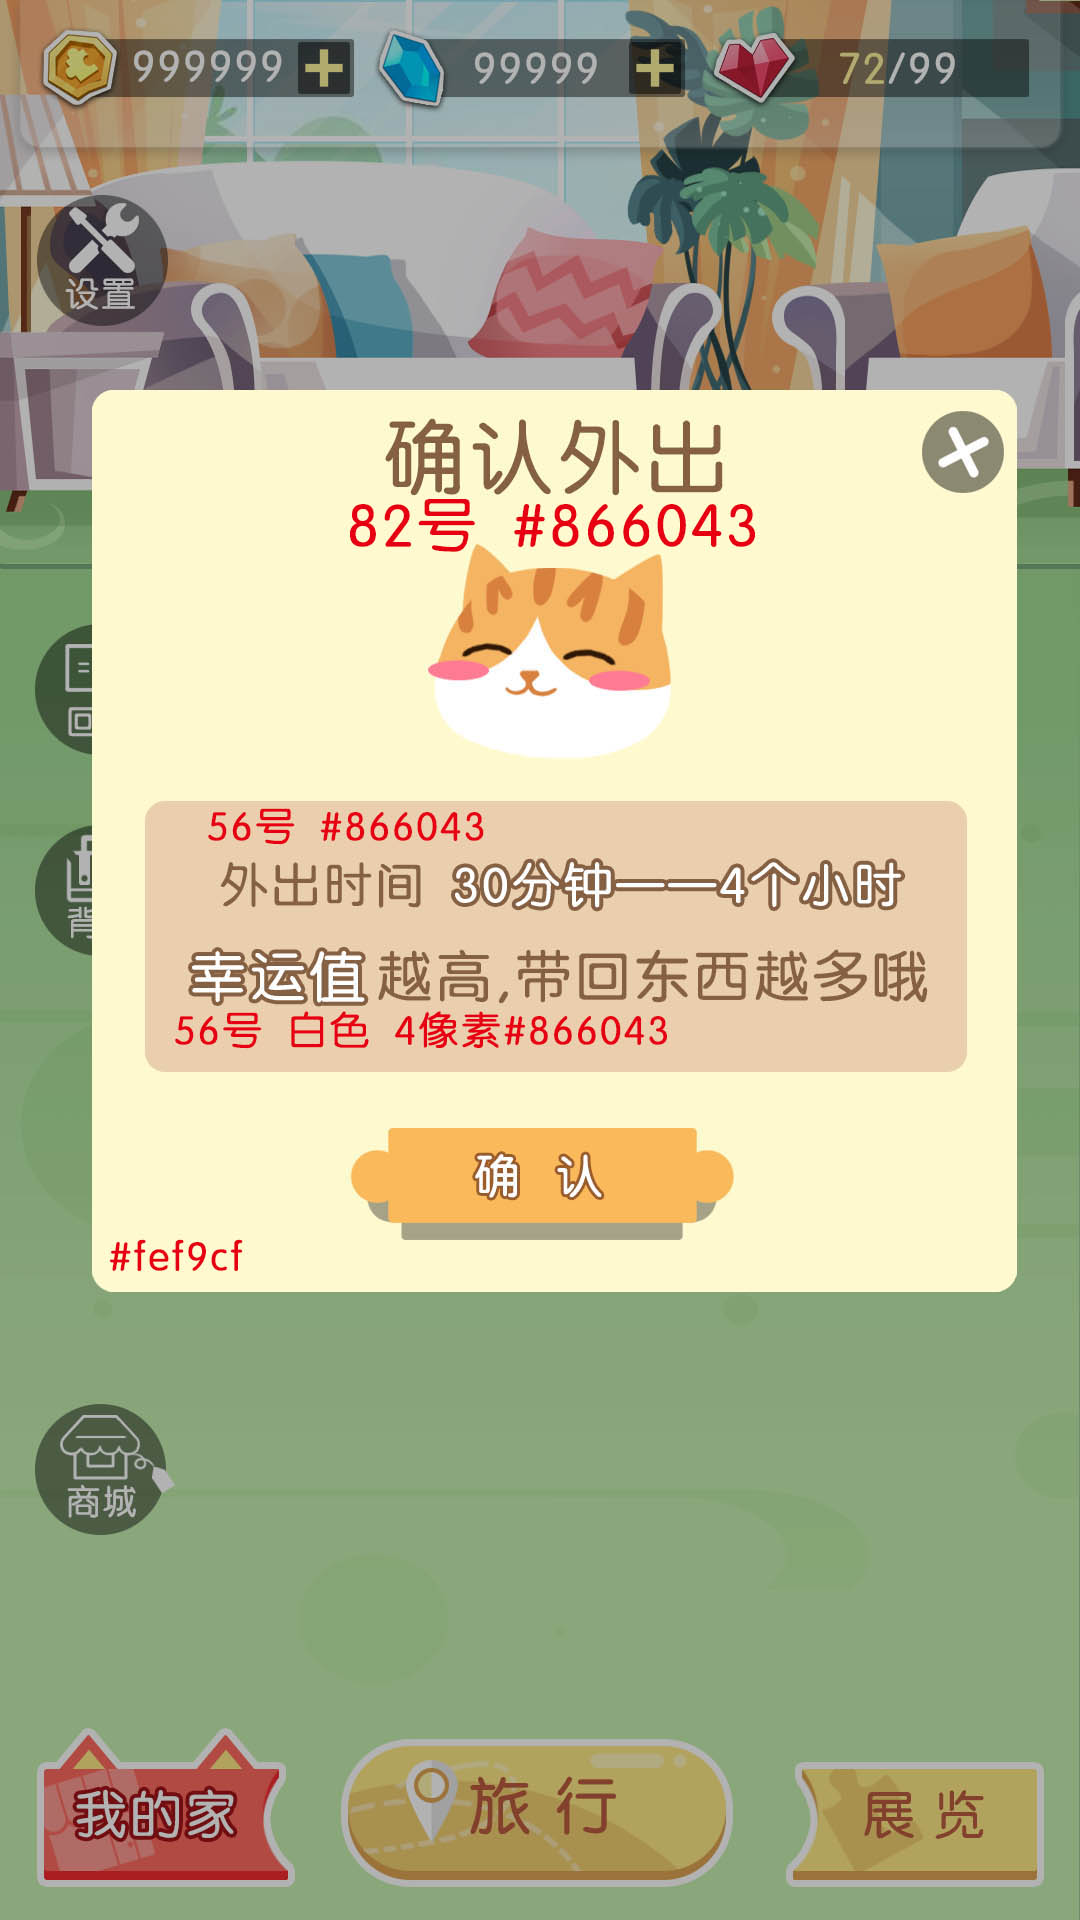 999999 99999 72/99
设置
确认外出
82号 #866043
回
56号 #866043
外出时间 30分钟——4个小时
背
幸运值越高,带回东西越多哦
56号 白色 4像素#866043
确 认
#fef9cf
商城
我的家 旅 行 展 览